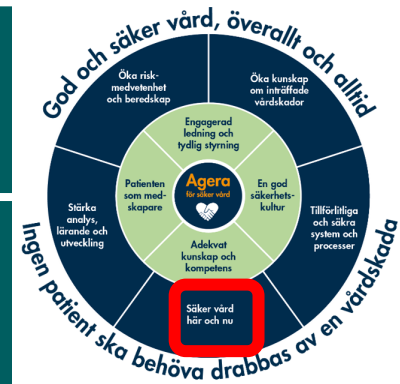 God och säker vård, överallt och alltid
Öka risk-
medvetenhet
och beredskap
Öka kunskap
om inträffade
vårdskador
Engagerad
ledning och
tydlig styrning
Patienten
som med-
skapare
Agera
för säker vård
En god
säkerhets-
kultur
Stärka
analys,
lärande och
utveckling
Tillförlitliga
och säkra
system och
processer
Adekvat
kunskap och
kompetens
Säker vård
här och nu
Ingen patient ska behöva drabbas av en vårdskada